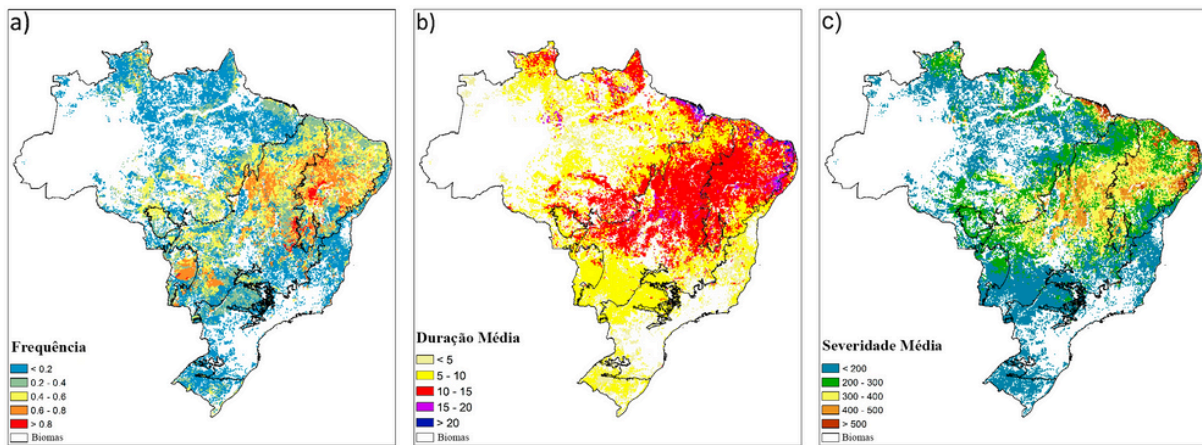 a)
Frequência
< 0.2
0.2 - 0.4
0.4 - 0.6
0.6 - 0.8
> 0.8
Biomas
b)
Duração Média
< 5
5 - 10
10 - 15
15 - 20
> 20
Biomas
c)
Severidade Média
< 200
200 - 300
300 - 400
400 - 500
> 500
Biomas